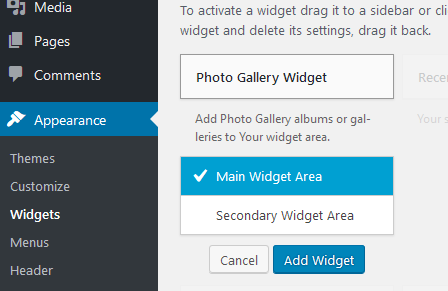 Media
Pages
Comments
Appearance
Themes
Customize
Widgets
Menus
Header
To activate a widget drag it to a sidebar or cli
widget and delete its settings, drag it back.
Photo Gallery Widget
Recen
Add Photo Gallery albums or gal-
leries to Your widget area.
Your s
Main Widget Area
Secondary Widget Area
Cancel
Add Widget